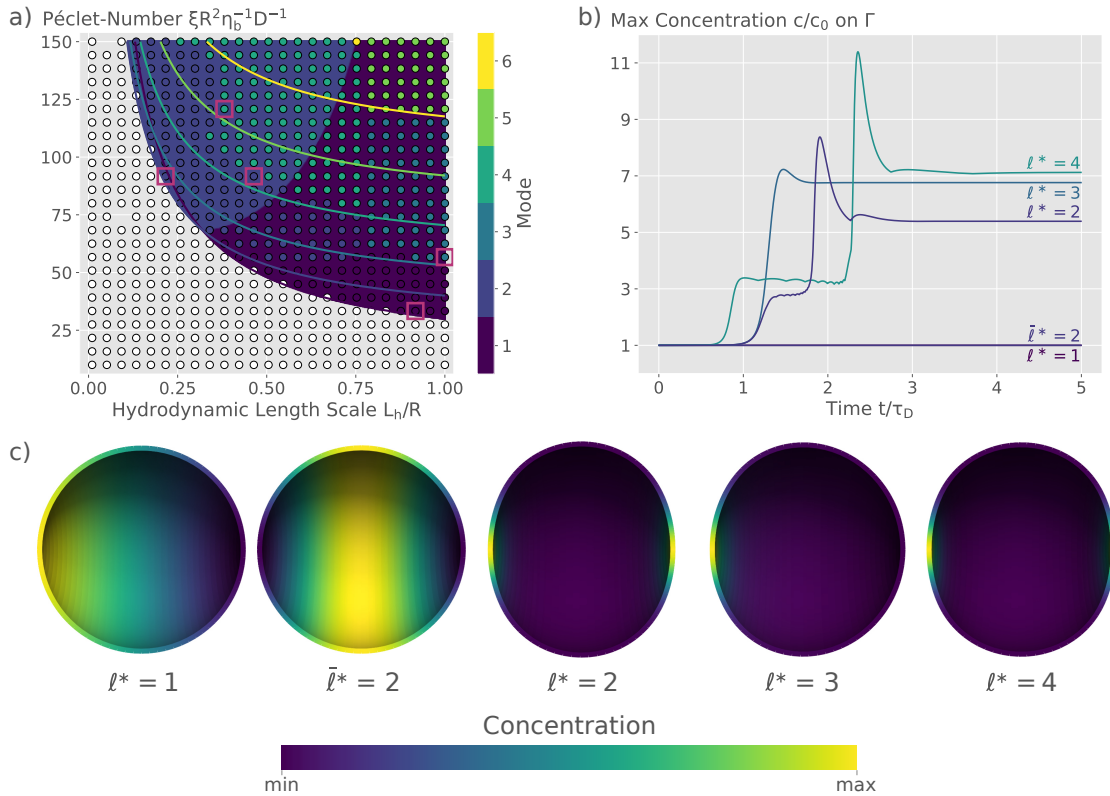 a) Péclet-Number ξR²η_b⁻¹D⁻¹
150
125
100
75
50
25
0.00 0.25 0.50 0.75 1.00
Hydrodynamic Length Scale L_h/R
6
5
4
3
2
1
Mode
b) Max Concentration c/c₀ on Γ
11
9
7
5
3
1
ℓ* = 4
ℓ* = 3
ℓ* = 2
ℓ̄* = 2
ℓ* = 1
0 1 2 3 4 5
Time t/τ_D
c)
ℓ* = 1 ℓ̄* = 2 ℓ* = 2 ℓ* = 3 ℓ* = 4
Concentration
min max